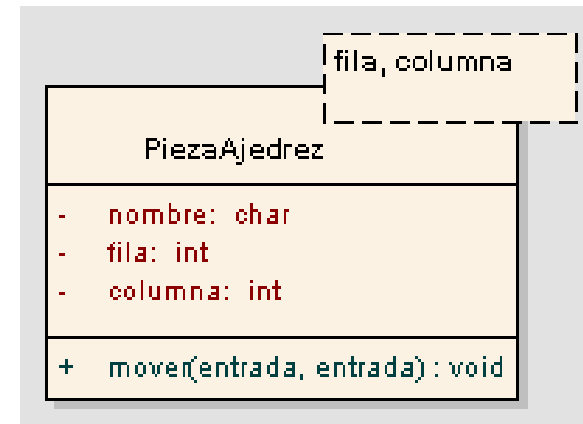 fila, columna
PiezaAjedrez
- nombre: char
- fila: int
- columna: int
+ mover(entrada, entrada) : void